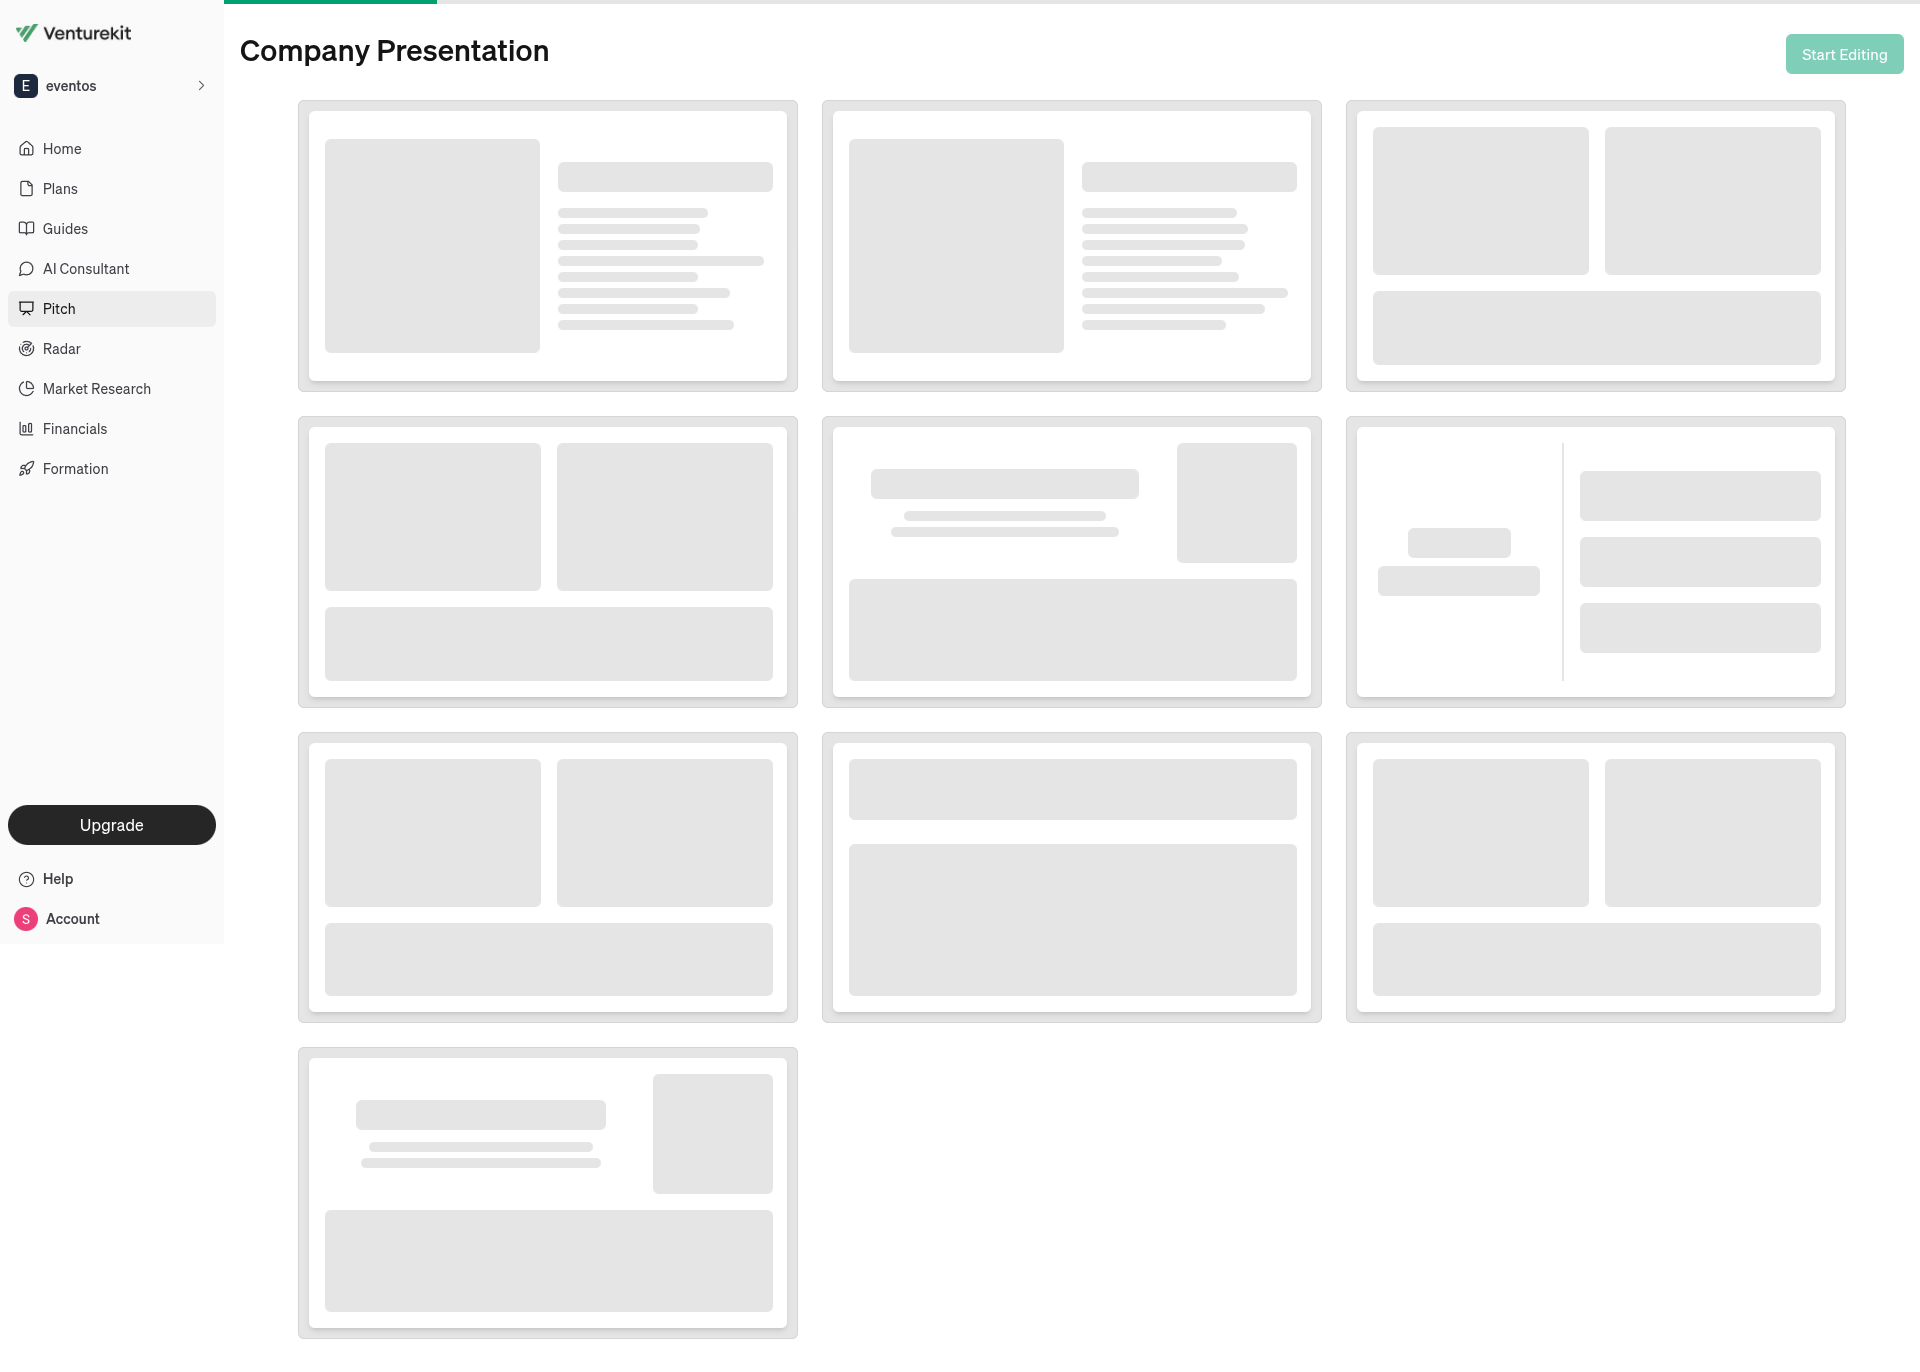 Venturekit
E eventos
Home
Plans
Guides
AI Consultant
Pitch
Radar
Market Research
Financials
Formation
Upgrade
Help
S Account
Company Presentation
Start Editing